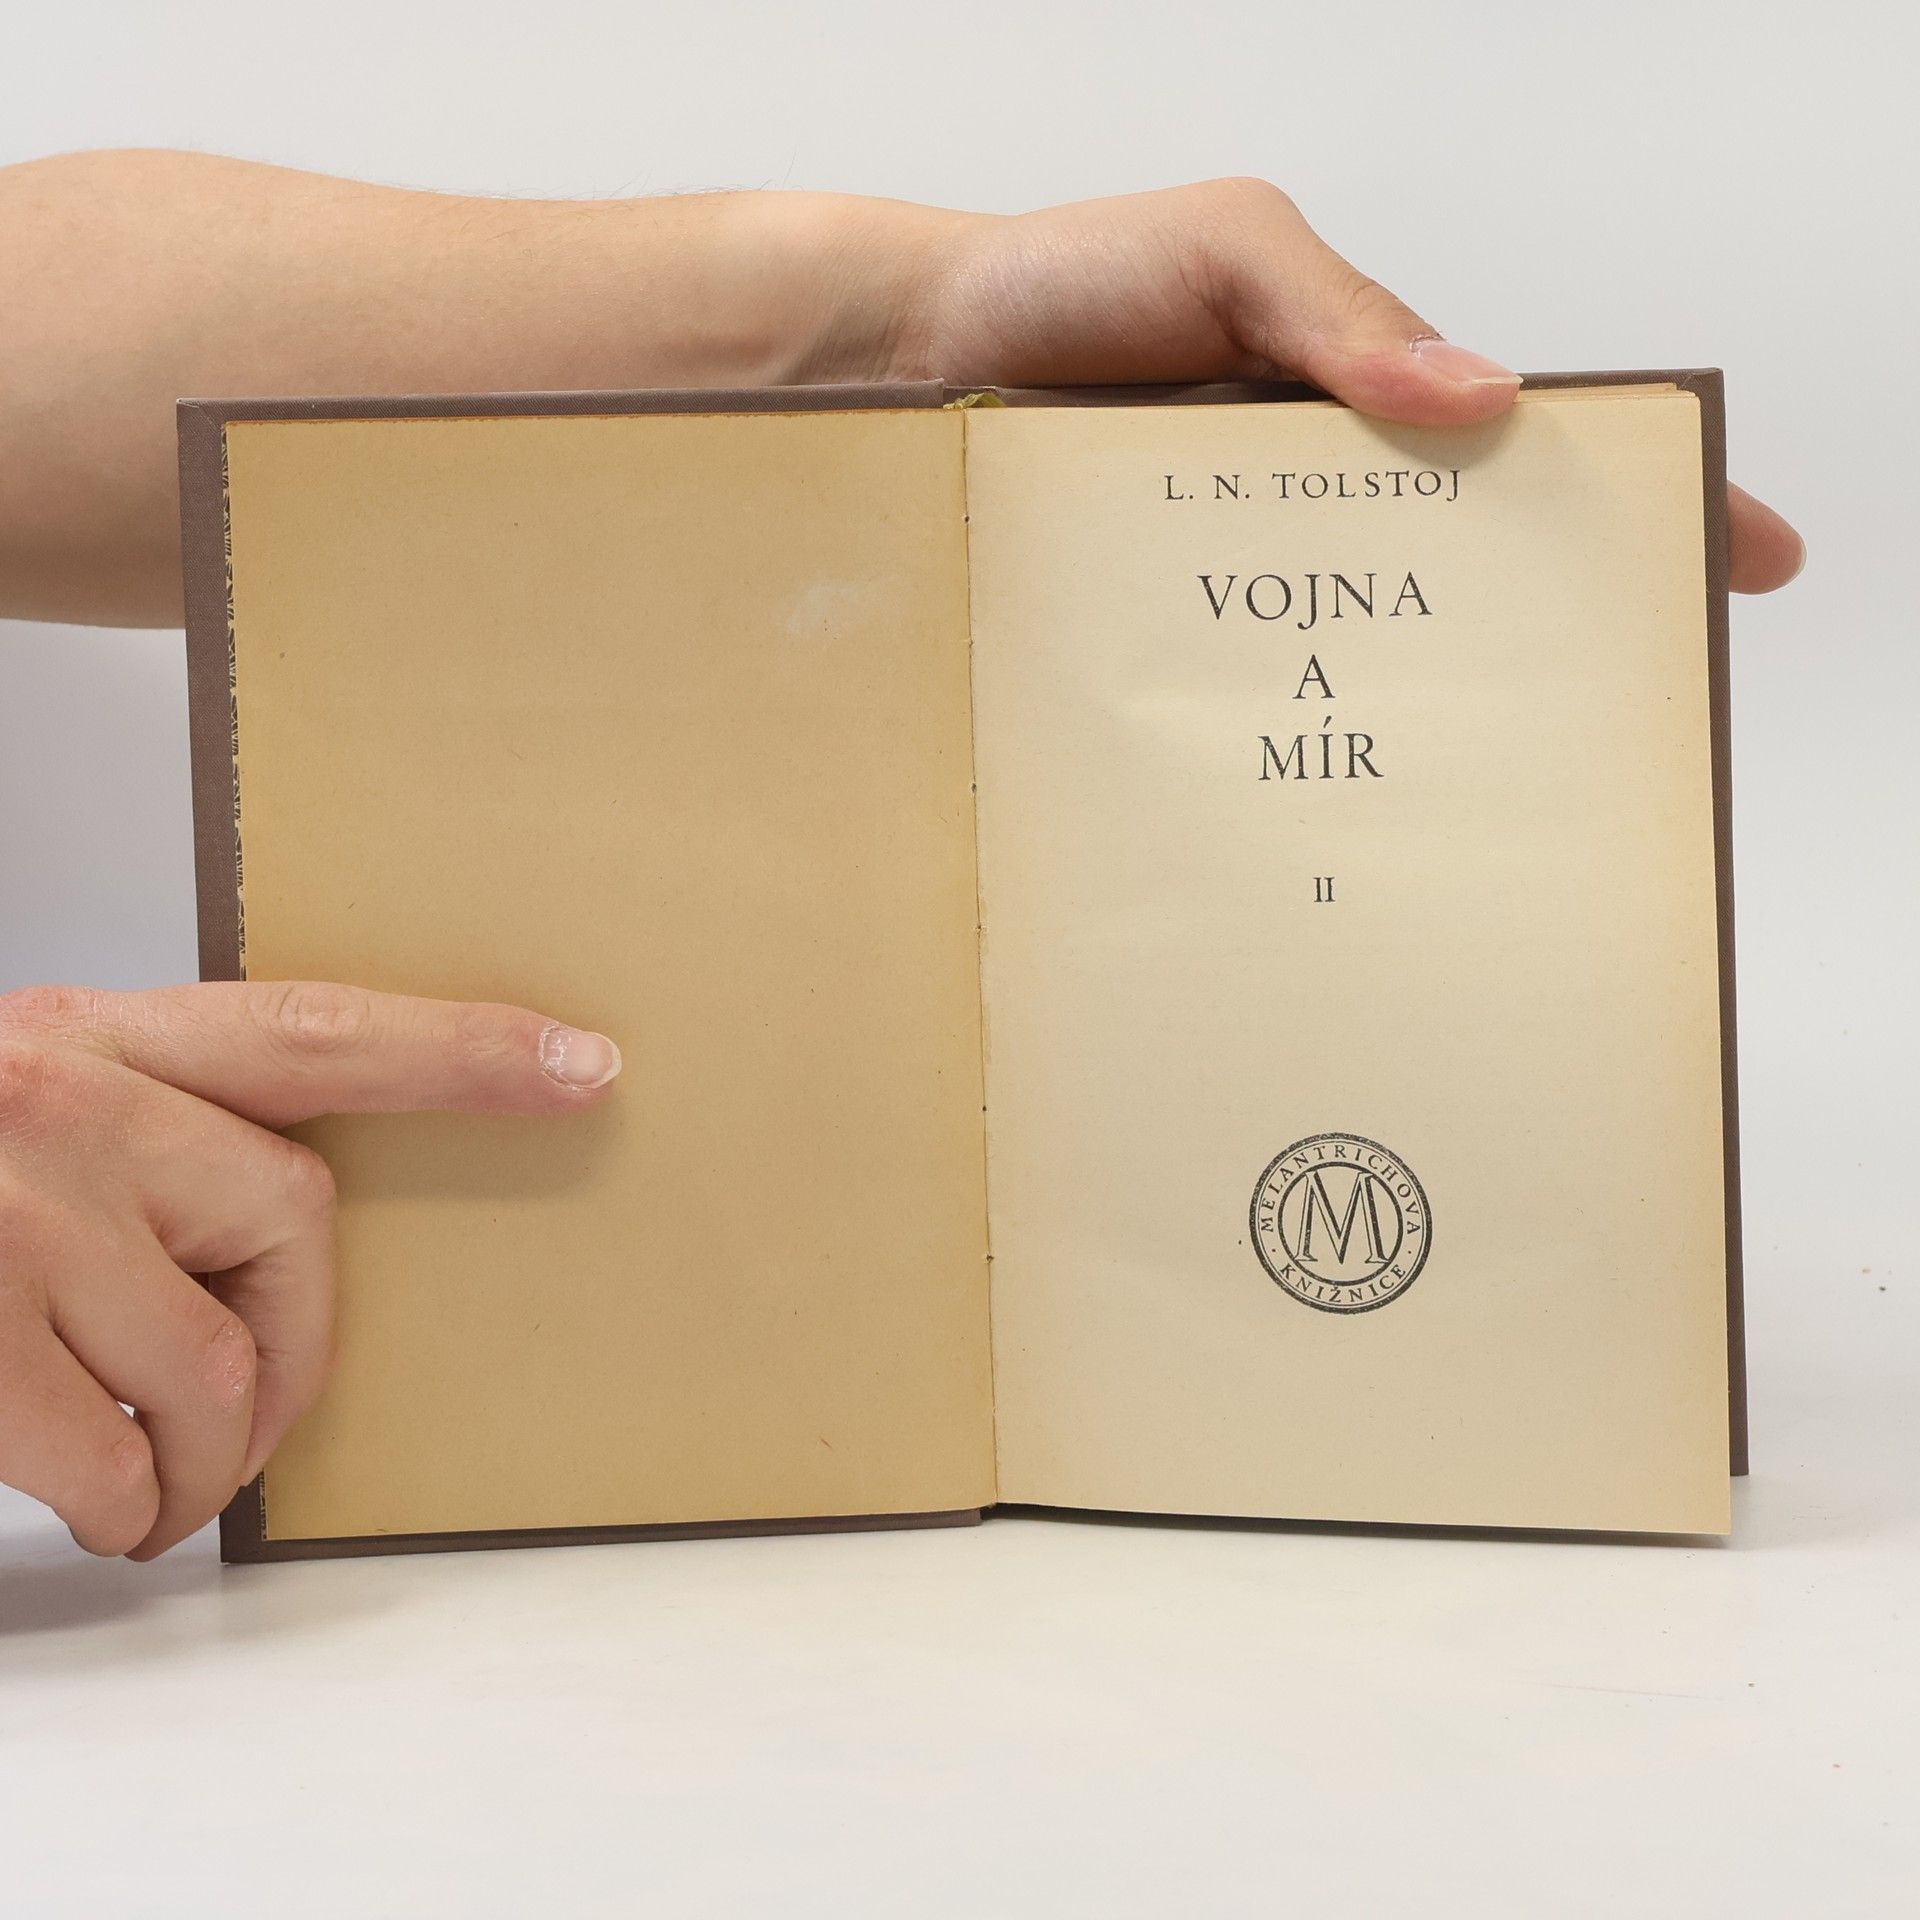 L. N. TOLSTOJ
VOJNA
A
MÍR
II
MELANTRICHOVA
M
· KNIŽNICE ·